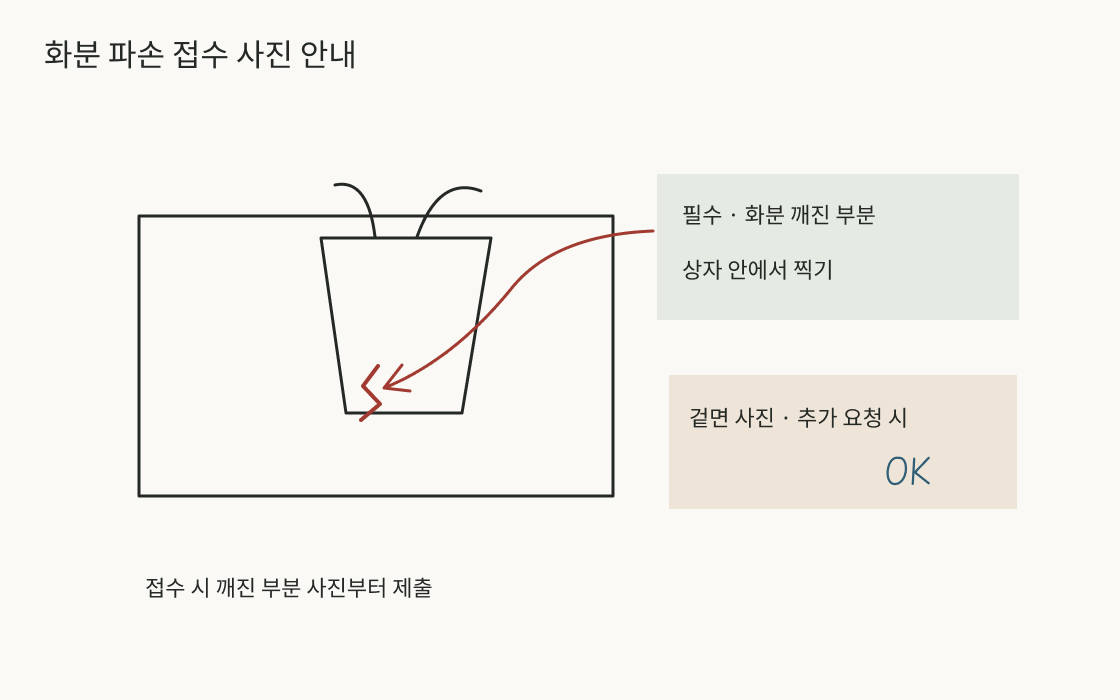 화분 파손 접수 사진 안내
필수 · 화분 깨진 부분
상자 안에서 찍기
겉면 사진 · 추가 요청 시
OK
접수 시 깨진 부분 사진부터 제출